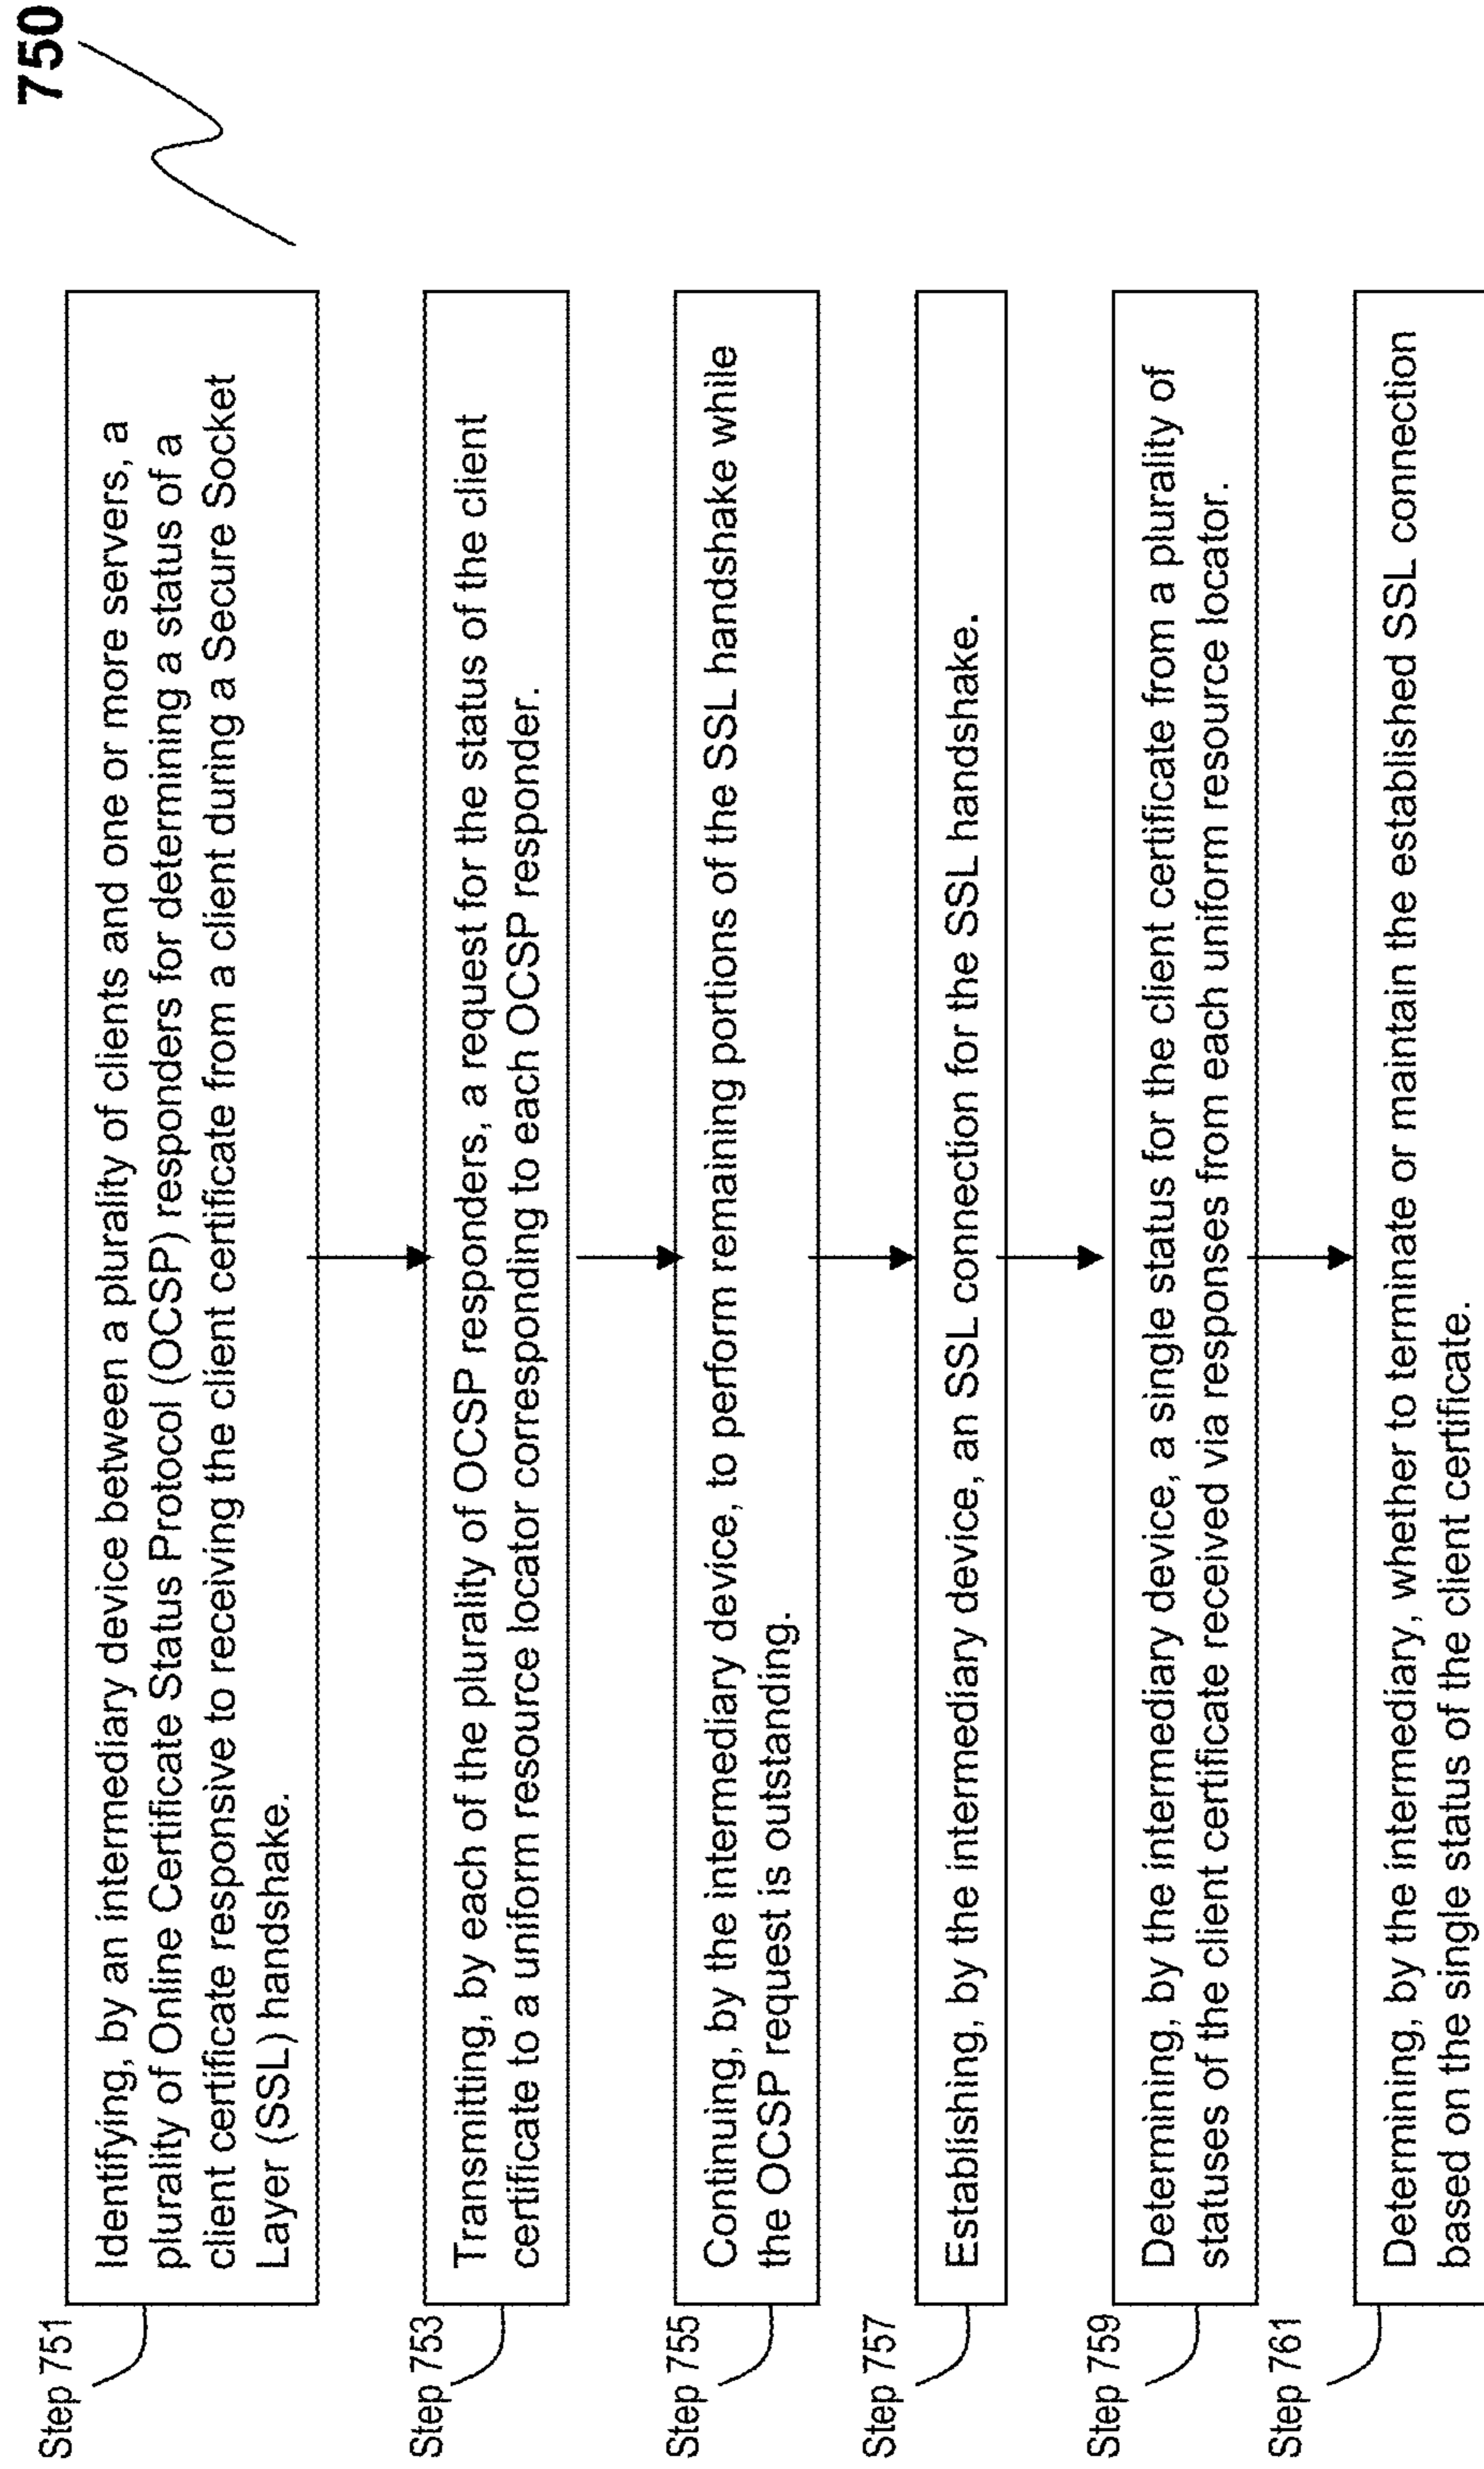 750
Step 751
Identifying, by an intermediary device between a plurality of clients and one or more servers, a
plurality of Online Certificate Status Protocol (OCSP) responders for determining a status of a
client certificate responsive to receiving the client certificate from a client during a Secure Socket
Layer (SSL) handshake.
Step 753
Transmitting, by each of the plurality of OCSP responders, a request for the status of the client
certificate to a uniform resource locator corresponding to each OCSP responder.
Step 755
Continuing, by the intermediary device, to perform remaining portions of the SSL handshake while
the OCSP request is outstanding.
Step 757
Establishing, by the intermediary device, an SSL connection for the SSL handshake.
Step 759
Determining, by the intermediary device, a single status for the client certificate from a plurality of
statuses of the client certificate received via responses from each uniform resource locator.
Step 761
Determining, by the intermediary, whether to terminate or maintain the established SSL connection
based on the single status of the client certificate.